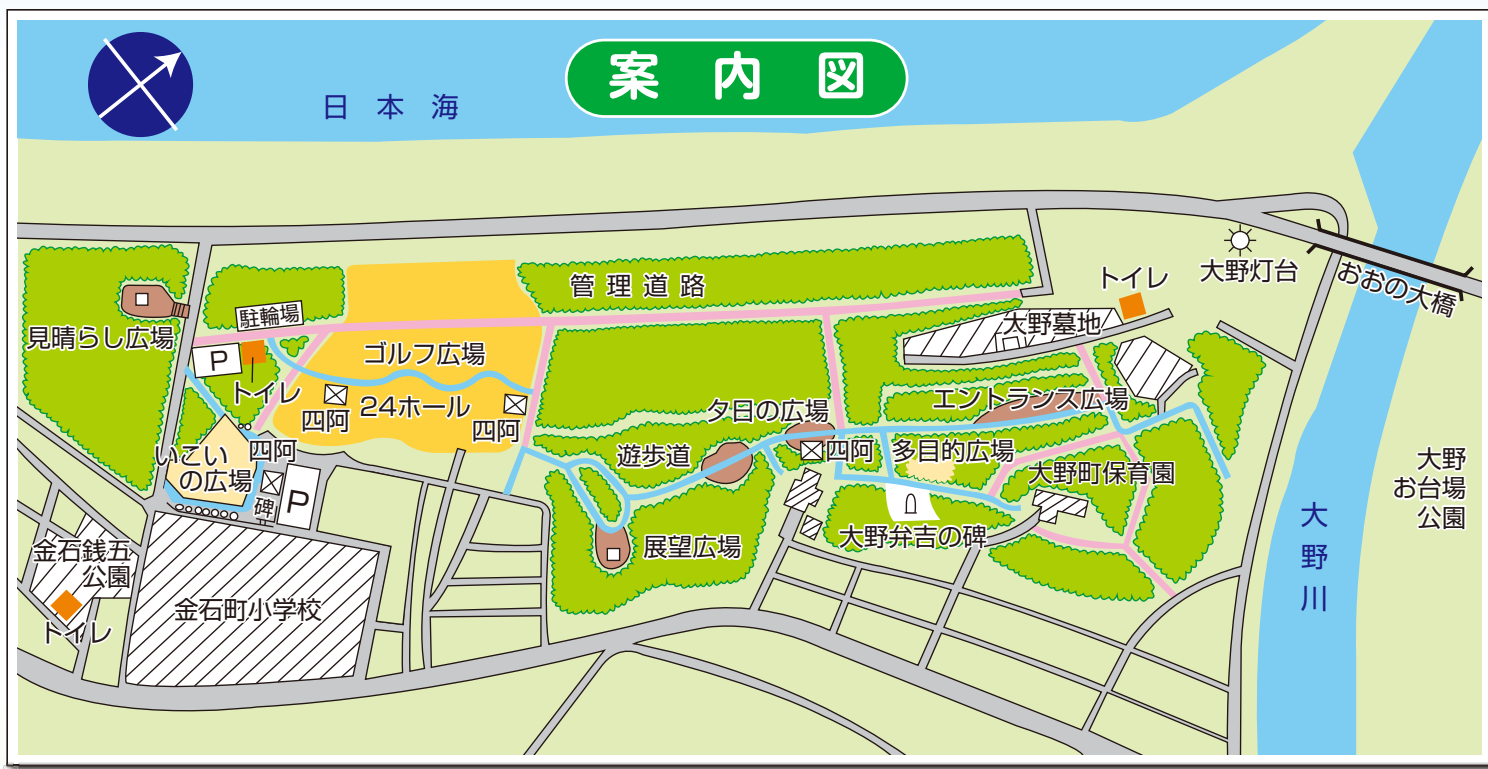 案内図
日本海
管理道路
トイレ
大野灯台
おおの大橋
駐輪場
見晴らし広場
P
トイレ
ゴルフ広場
24ホール
四阿
四阿
大野墓地
エントランス広場
夕日の広場
四阿
多目的広場
遊歩道
いこい
の広場
四阿
碑
P
大野町保育園
大野
お台場
公園
大野弁吉の碑
展望広場
大野川
金石銭五
公園
トイレ
金石町小学校